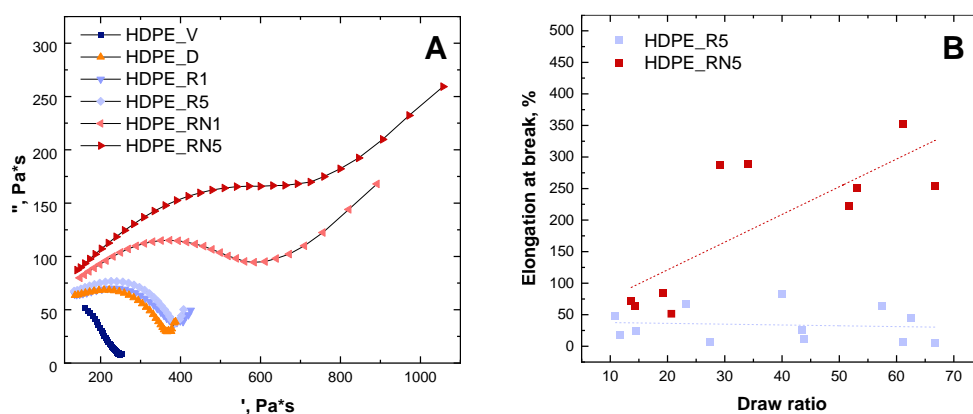 A
HDPE_V
HDPE_D
HDPE_R1
HDPE_R5
HDPE_RN1
HDPE_RN5
300
250
200
150
100
50
0
'', Pa*s
200 400 600 800 1000
', Pa*s
B
HDPE_R5
HDPE_RN5
500
450
400
350
300
250
200
150
100
50
0
Elongation at break, %
10 20 30 40 50 60 70
Draw ratio